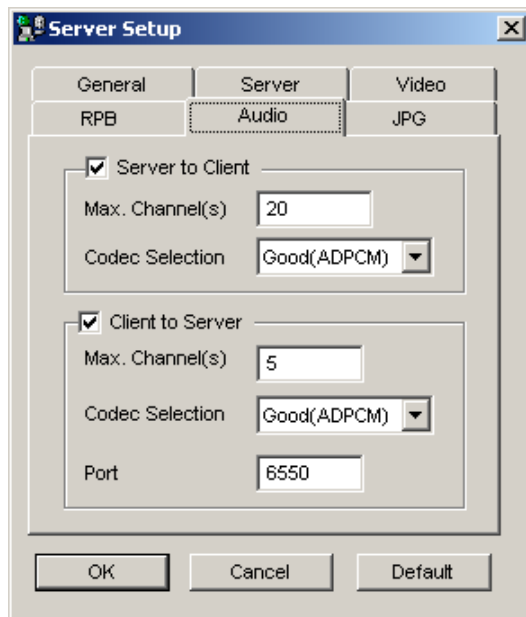 Server Setup
General Server Video
RPB Audio JPG
Server to Client
Max. Channel(s) 20
Codec Selection Good(ADPCM)
Client to Server
Max. Channel(s) 5
Codec Selection Good(ADPCM)
Port 6550
OK Cancel Default